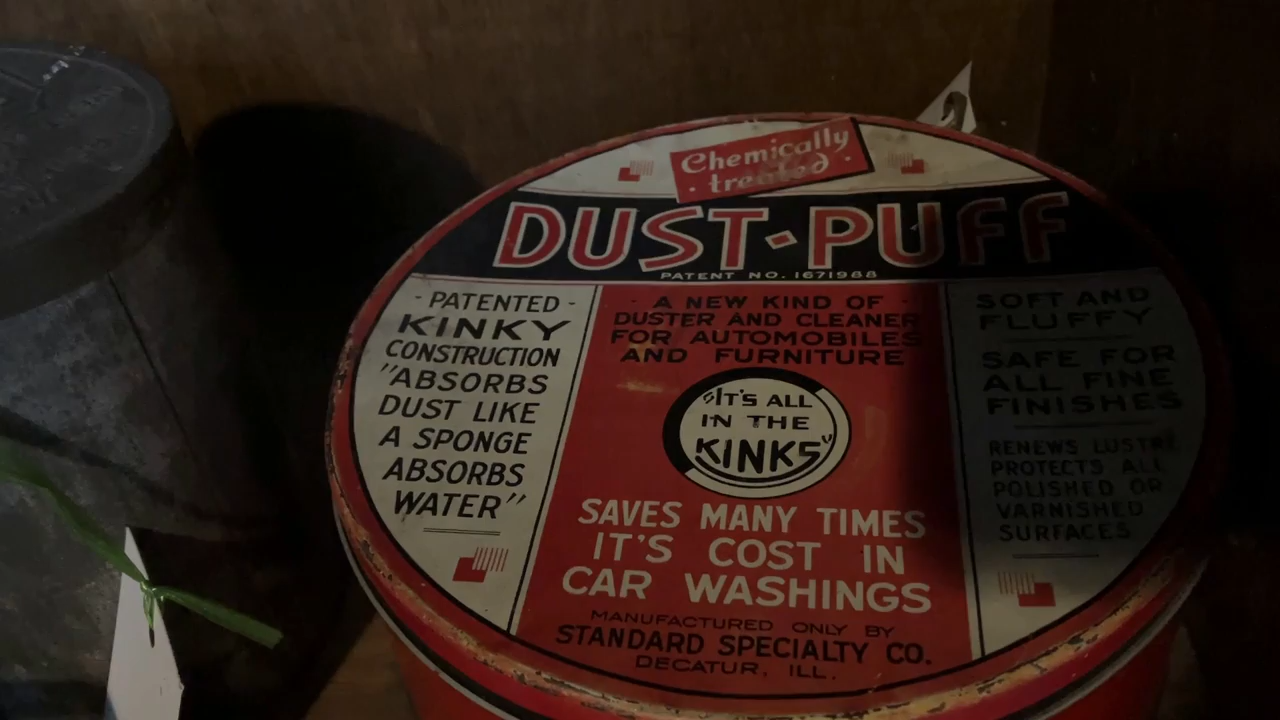 Chemically
treated
DUST·PUFF
PATENT NO. 1671988
- PATENTED -
KINKY
CONSTRUCTION
"ABSORBS
DUST LIKE
A SPONGE
ABSORBS
WATER"
- A NEW KIND OF -
DUSTER AND CLEANER
FOR AUTOMOBILES
AND FURNITURE
"IT'S ALL
IN THE
KINKS"
SAVES MANY TIMES
IT'S COST IN
CAR WASHINGS
MANUFACTURED ONLY BY
STANDARD SPECIALTY CO.
DECATUR, ILL.
SOFT AND
FLUFFY
SAFE FOR
ALL FINE
FINISHES
RENEWS LUSTRE
PROTECTS ALL
POLISHED OR
VARNISHED
SURFACES